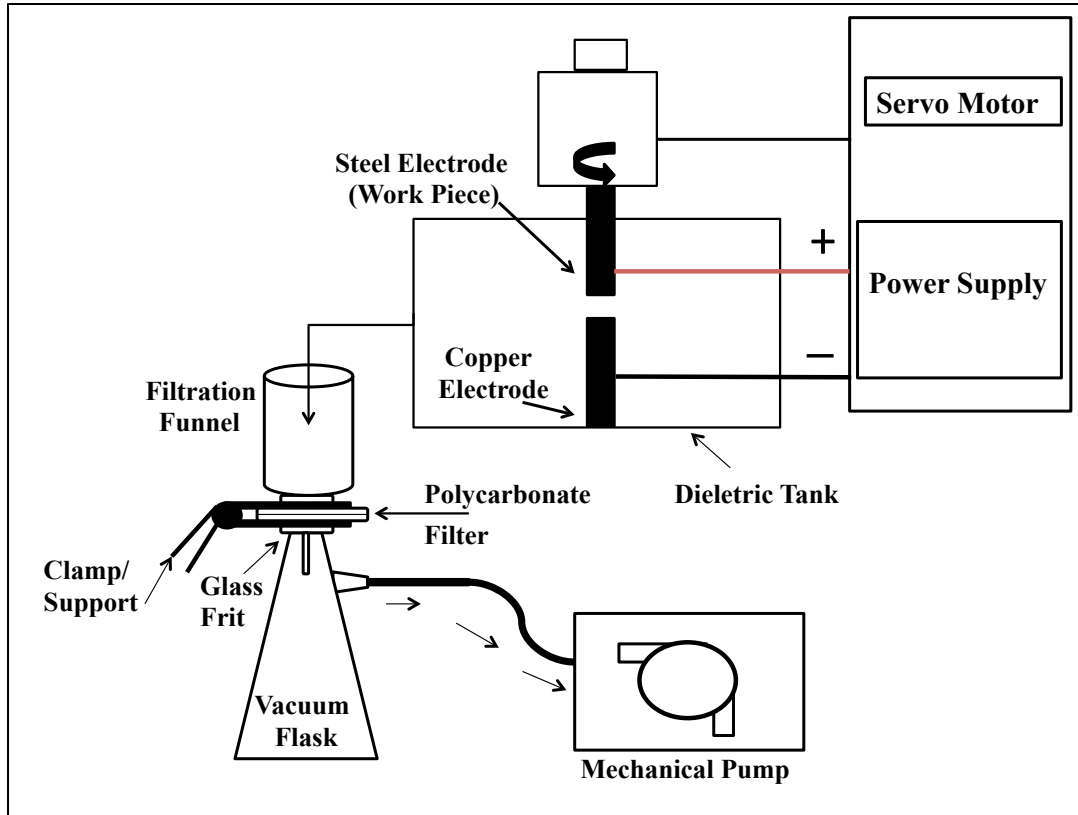 Servo Motor
Steel Electrode
(Work Piece)
+
Power Supply
−
Copper
Electrode
Filtration
Funnel
Dieletric Tank
Polycarbonate
Filter
Clamp/
Support
Glass
Frit
Vacuum
Flask
Mechanical Pump